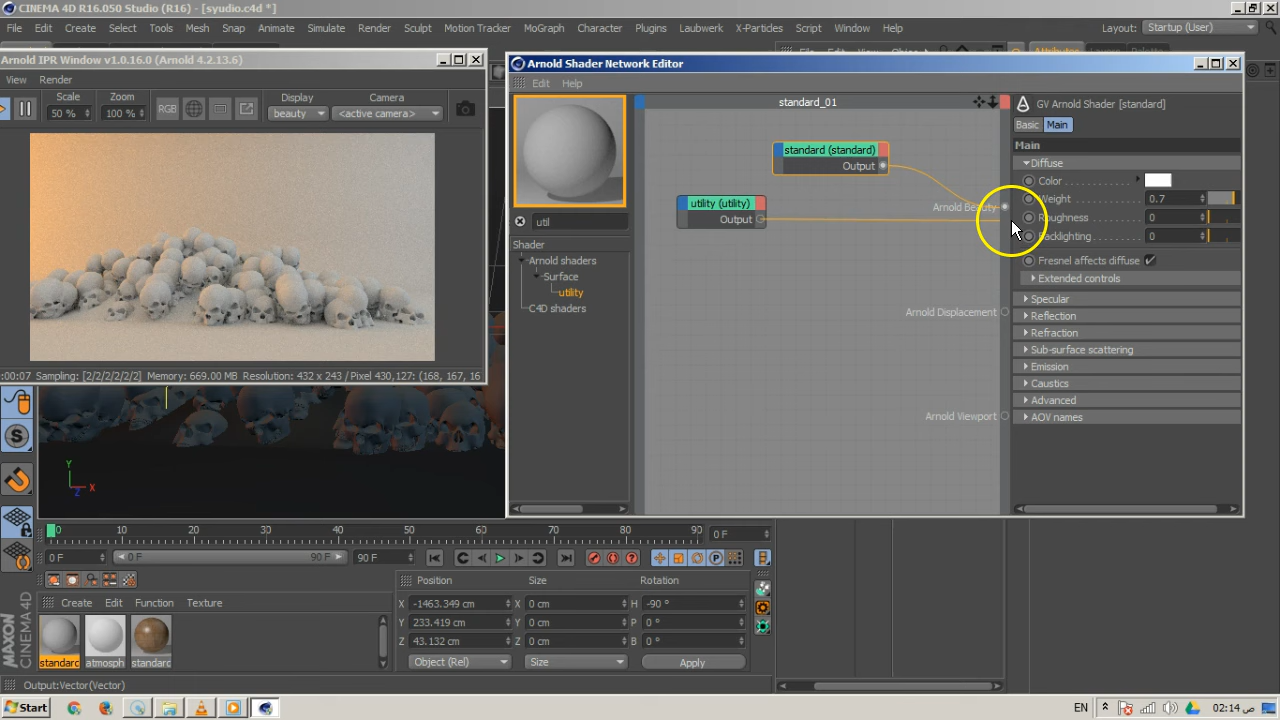 CINEMA 4D R16.050 Studio (R16) - [syudio.c4d *]
File Edit Create Select Tools Mesh Snap Animate Simulate Render Sculpt Motion Tracker MoGraph Character Plugins Laubwerk X-Particles Script Window Help Layout: Startup (User)
Arnold IPR Window v1.0.16.0 (Arnold 4.2.13.6)
View Render
Scale Zoom Display Camera
50 % 100 % RGB beauty <active camera>
:00:07 Sampling: [2/2/2/2/2/2] Memory: 669.00 MB Resolution: 432 x 243 / Pixel 430,127: (168, 167, 16
Arnold Shader Network Editor
Edit Help
util
Shader
Arnold shaders
Surface
utility
C4D shaders
standard_01
standard (standard)
Output
utility (utility)
Output
Arnold Beauty
Arnold Displacement
Arnold Viewport
GV Arnold Shader [standard]
Basic Main
Main
Diffuse
Color
Weight 0.7
Roughness 0
Backlighting 0
Fresnel affects diffuse
Extended controls
Specular
Reflection
Refraction
Sub-surface scattering
Emission
Caustics
Advanced
AOV names
Y
X
Z
0 10 20 30 40 50 60 70 80 90 0 F
0 F 0 F 90 F 90 F
Create Edit Function Texture
standarc atmosph standarc
Position Size Rotation
X -1463.349 cm X 0 cm H -90 °
Y 233.419 cm Y 0 cm P 0 °
Z 43.132 cm Z 0 cm B 0 °
Object (Rel) Size Apply
MAXON CINEMA 4D
Output:Vector(Vector)
Start EN 02:14 ص